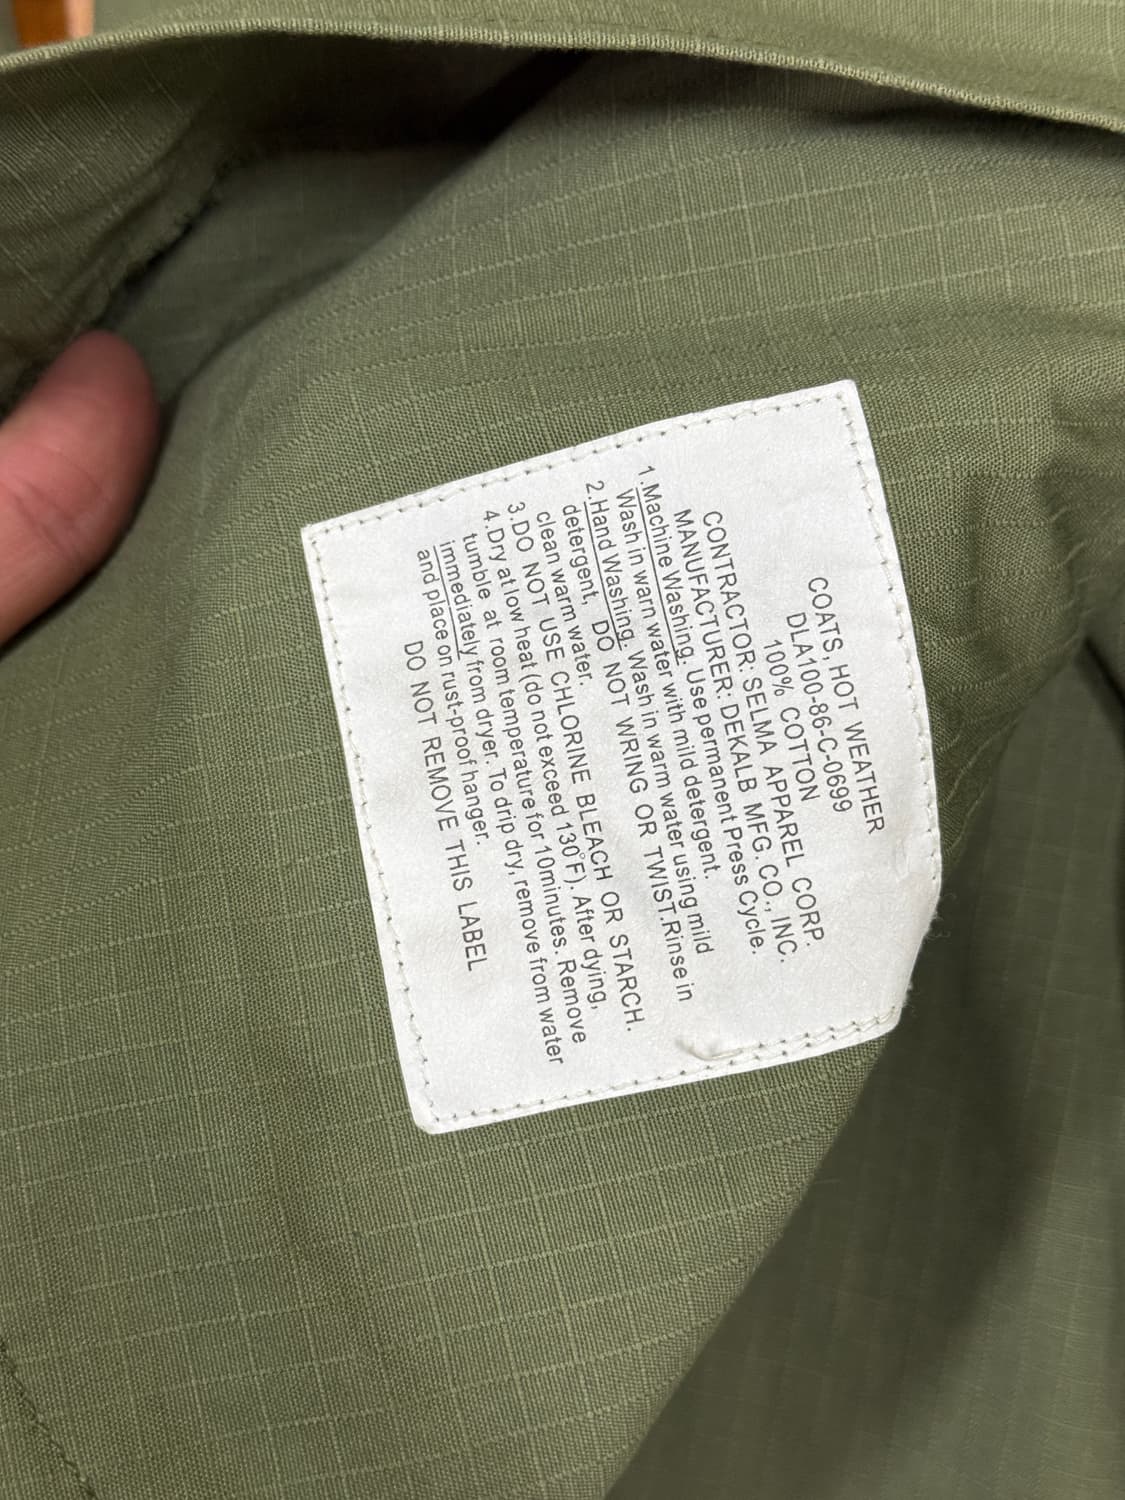 COATS, HOT WEATHER
DLA100-86-C-0699
100% COTTON
CONTRACTOR: SELMA APPAREL CORP.
MANUFACTURER: DEKALB MFG. CO., INC.
1.Machine Washing. Use permanent Press Cycle.
Wash in warn water with mild detergent.
2.Hand Washing. Wash in warm water using mild
detergent, DO NOT WRING OR TWIST.Rinse in
clean warm water.
3.DO NOT USE CHLORINE BLEACH OR STARCH.
4.Dry at low heat (do not exceed 130°F). After dying,
tumble at room temperature for 10minutes. Remove
immediately from dryer. To drip dry, remove from water
and place on rust-proof hanger.
DO NOT REMOVE THIS LABEL